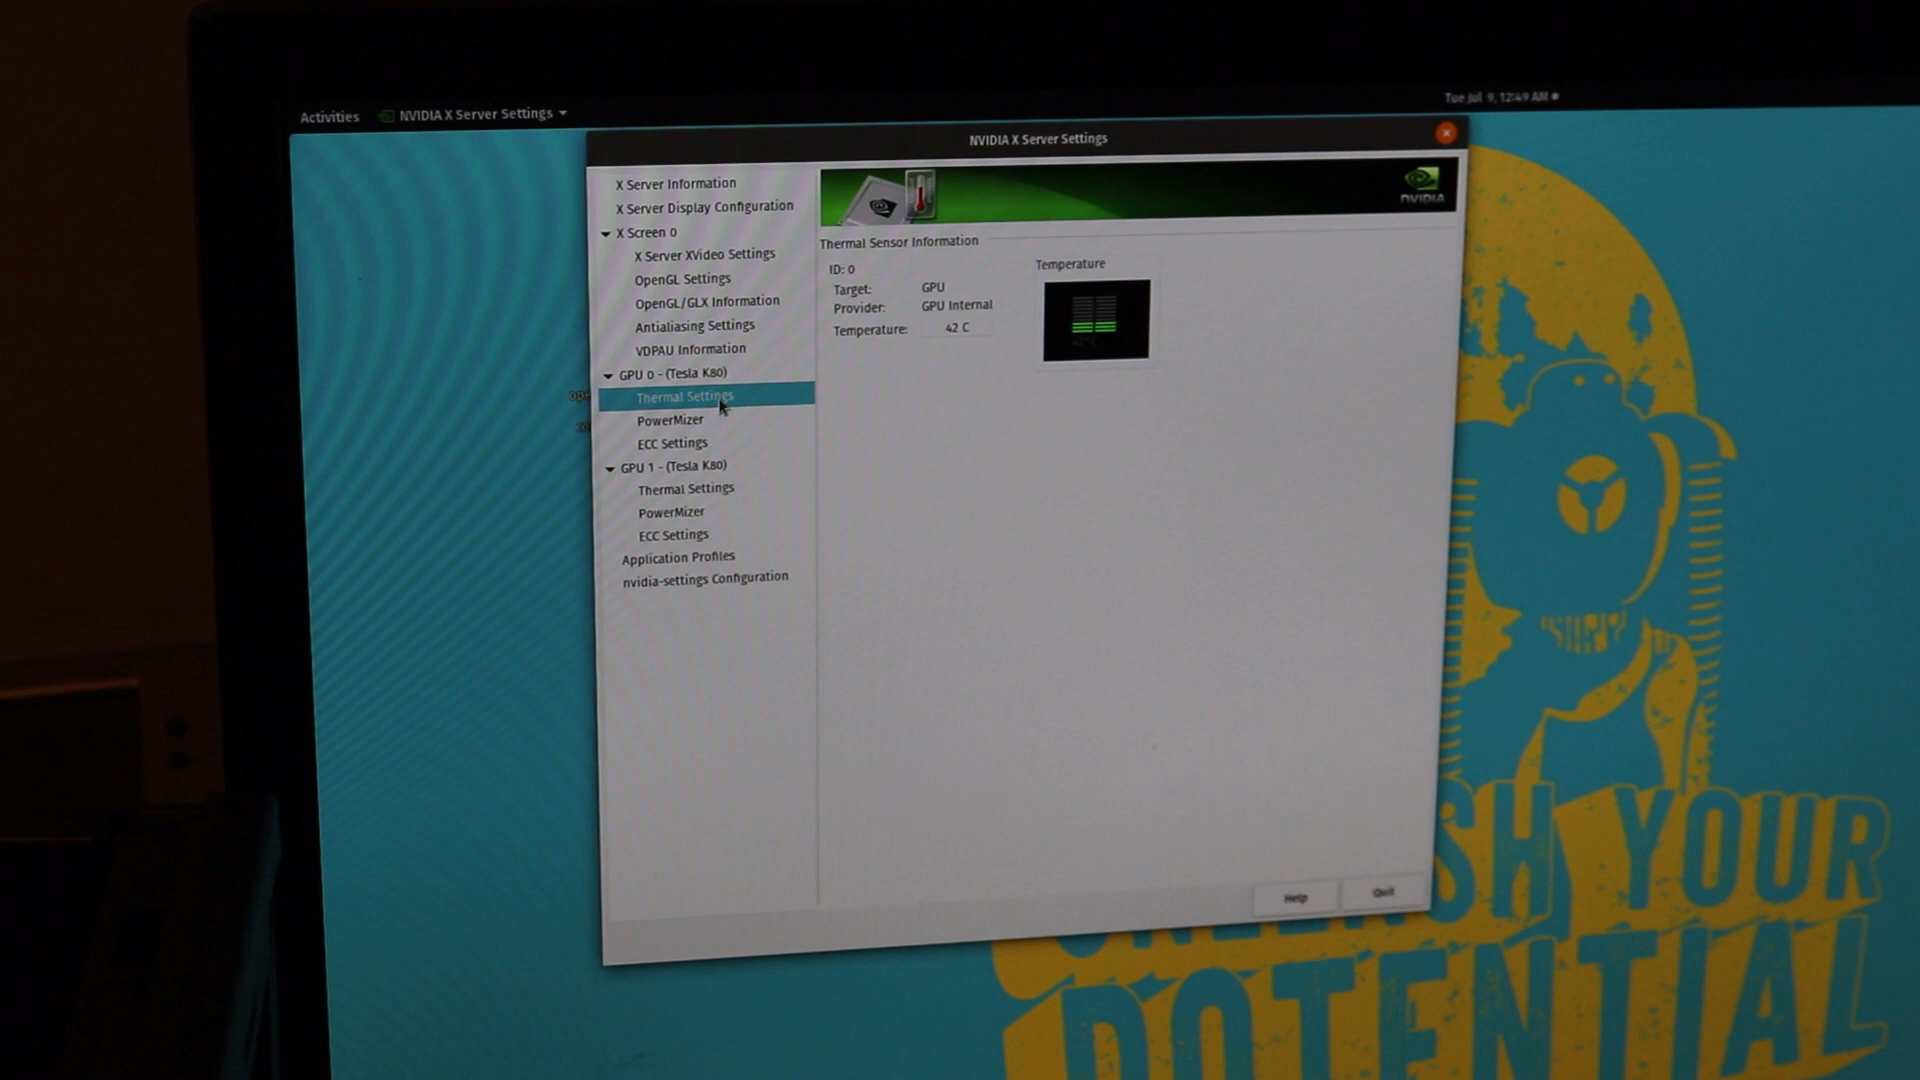 Activities NVIDIA X Server Settings
Tue Jul 9, 12:49 AM
NVIDIA X Server Settings
X Server Information
X Server Display Configuration
X Screen 0
X Server XVideo Settings
OpenGL Settings
OpenGL/GLX Information
Antialiasing Settings
VDPAU Information
GPU 0 - (Tesla K80)
Thermal Settings
PowerMizer
ECC Settings
GPU 1 - (Tesla K80)
Thermal Settings
PowerMizer
ECC Settings
Application Profiles
nvidia-settings Configuration
NVIDIA
Thermal Sensor Information
ID: 0
Target: GPU
Provider: GPU Internal
Temperature: 42 C
Temperature
Help Quit
YOUR
POTENTIAL